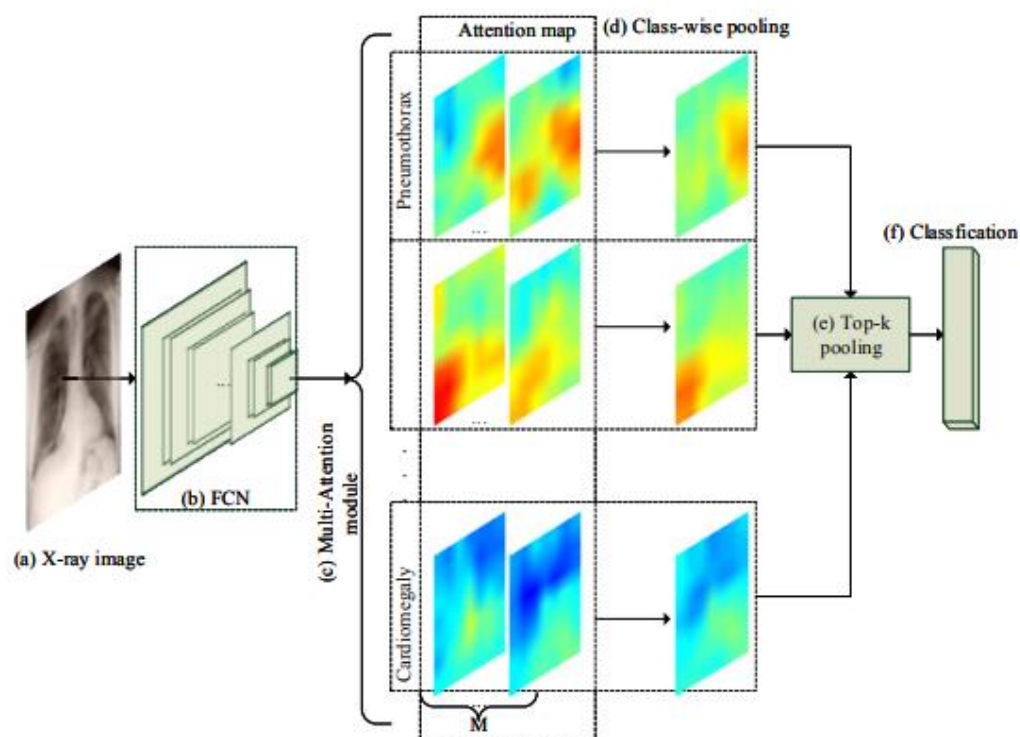 Attention map
(d) Class-wise pooling
Pneumothorax
...
(f) Classfication
(e) Top-k
pooling
...
...
(b) FCN
(c) Multi-Attention
module
(a) X-ray image
Cardiomegaly
...
M